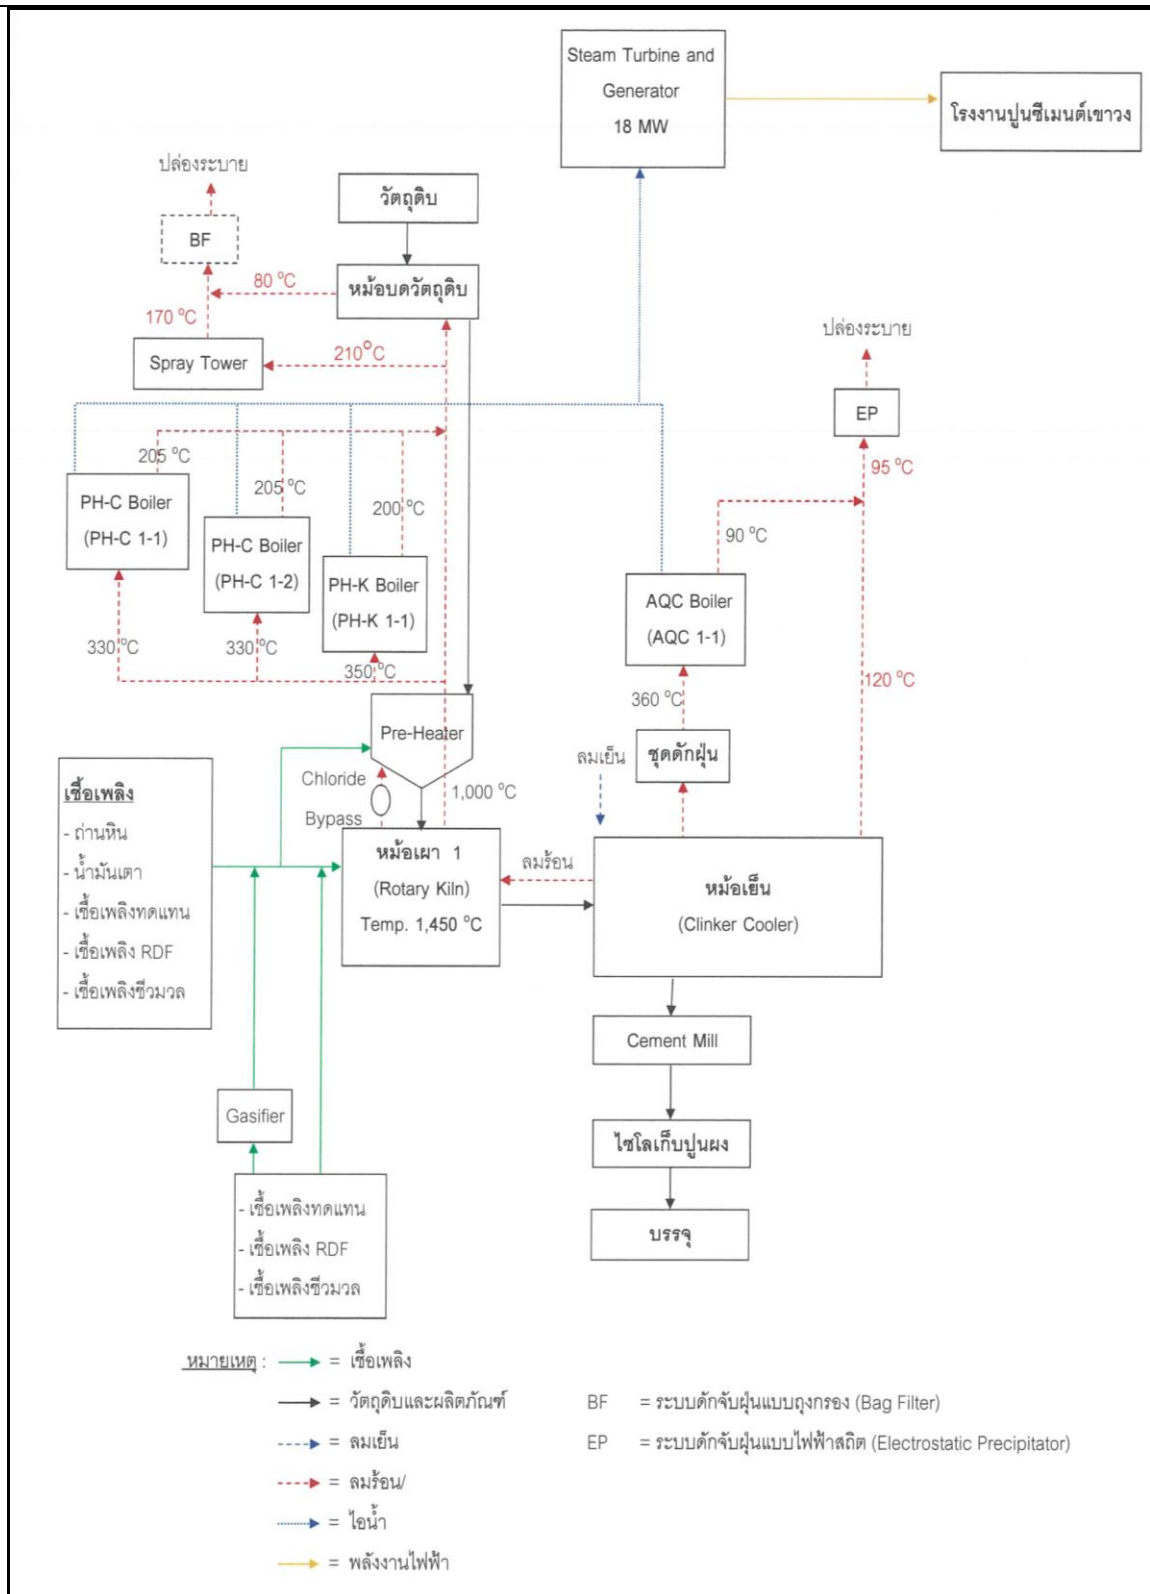 Steam Turbine and
Generator
18 MW
โรงงานปูนซีเมนต์เขาวง
ปล่องระบาย
BF
วัตถุดิบ
หม้อบดวัตถุดิบ
80 °C
170 °C
Spray Tower
210°C
ปล่องระบาย
EP
95 °C
205 °C
PH-C Boiler
(PH-C 1-1)
205 °C
PH-C Boiler
(PH-C 1-2)
200 °C
PH-K Boiler
(PH-K 1-1)
90 °C
AQC Boiler
(AQC 1-1)
330 °C
330 °C
350 °C
360 °C
120 °C
Pre-Heater
ชุดดักฝุ่น
ลมเย็น
Chloride
Bypass
1,000 °C
เชื้อเพลิง
- ถ่านหิน
- น้ำมันเตา
- เชื้อเพลิงทดแทน
- เชื้อเพลิง RDF
- เชื้อเพลิงชีวมวล
หม้อเผา 1
(Rotary Kiln)
Temp. 1,450 °C
ลมร้อน
หม้อเย็น
(Clinker Cooler)
Cement Mill
Gasifier
ไซโลเก็บปูนผง
บรรจุ
- เชื้อเพลิงทดแทน
- เชื้อเพลิง RDF
- เชื้อเพลิงชีวมวล
หมายเหตุ : = เชื้อเพลิง
= วัตถุดิบและผลิตภัณฑ์
= ลมเย็น
= ลมร้อน/
= ไอน้ำ
= พลังงานไฟฟ้า
BF = ระบบดักจับฝุ่นแบบถุงกรอง (Bag Filter)
EP = ระบบดักจับฝุ่นแบบไฟฟ้าสถิต (Electrostatic Precipitator)